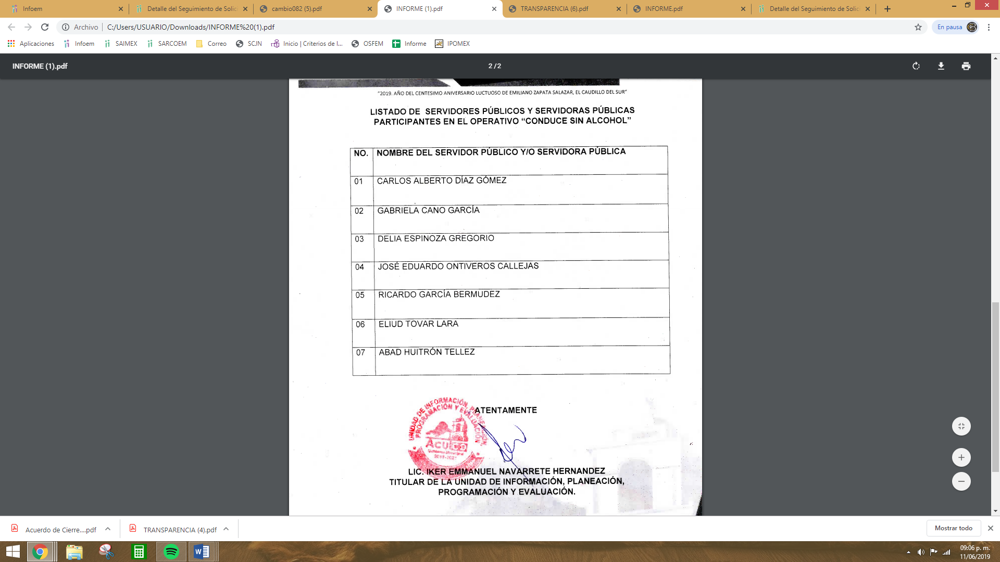 Infoem
Detalle del Seguimiento de Solic
cambio082 (5).pdf
INFORME (1).pdf
TRANSPARENCIA (6).pdf
INFORME.pdf
Detalle del Seguimiento de Solic
Archivo
C:/Users/USUARIO/Downloads/INFORME%20(1).pdf
En pausa
Aplicaciones
Infoem
SAIMEX
SARCOEM
Correo
SCJN
Inicio | Criterios de I...
OSFEM
Informe
IPOMEX
INFORME (1).pdf
2 / 2
"2019. AÑO DEL CENTESIMO ANIVERSARIO LUCTUOSO DE EMILIANO ZAPATA SALAZAR, EL CAUDILLO DEL SUR"
LISTADO DE SERVIDORES PÚBLICOS Y SERVIDORAS PÚBLICAS
PARTICIPANTES EN EL OPERATIVO "CONDUCE SIN ALCOHOL"
NO. NOMBRE DEL SERVIDOR PÚBLICO Y/O SERVIDORA PÚBLICA
01 CARLOS ALBERTO DÍAZ GÓMEZ
02 GABRIELA CANO GARCÍA
03 DELIA ESPINOZA GREGORIO
04 JOSÉ EDUARDO ONTIVEROS CALLEJAS
05 RICARDO GARCÍA BERMUDEZ
06 ELIUD TOVAR LARA
07 ABAD HUITRÓN TELLEZ
UNIDAD DE INFORMACIÓN, PLANEACIÓN,
PROGRAMACIÓN Y EVALUACIÓN
2019-2021
ATENTAMENTE
LIC. IKER EMMANUEL NAVARRETE HERNANDEZ
TITULAR DE LA UNIDAD DE INFORMACIÓN, PLANEACIÓN,
PROGRAMACIÓN Y EVALUACIÓN.
Acuerdo de Cierre....pdf
TRANSPARENCIA (4).pdf
Mostrar todo
09:06 p. m.
11/06/2019